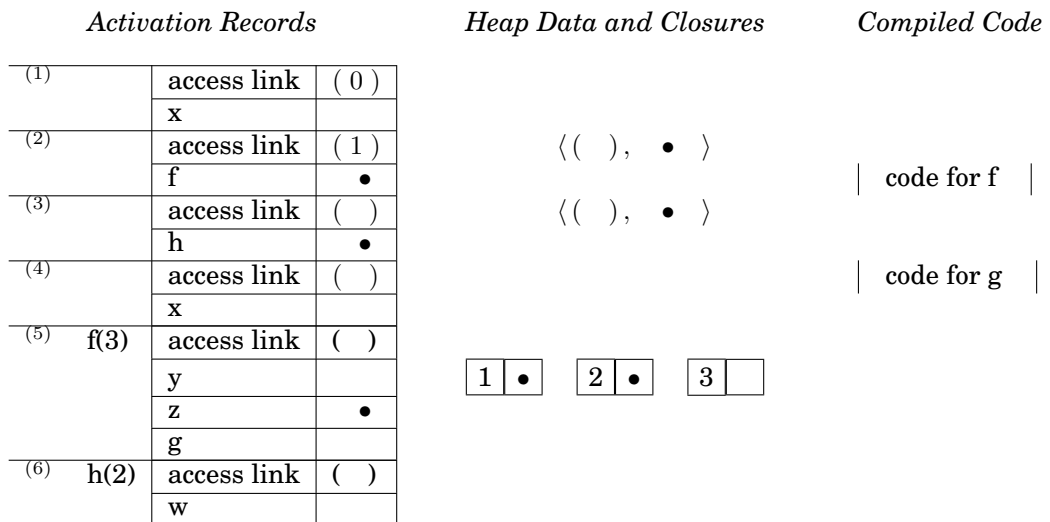 Activation Records Heap Data and Closures Compiled Code
(1) access link ( 0 )
x
(2) access link ( 1 ) ⟨( ), • ⟩
f • code for f
(3) access link ( ) ⟨( ), • ⟩
h •
(4) access link ( ) code for g
x
(5) f(3) access link ( )
y 1 • 2 • 3
z •
g
(6) h(2) access link ( )
w